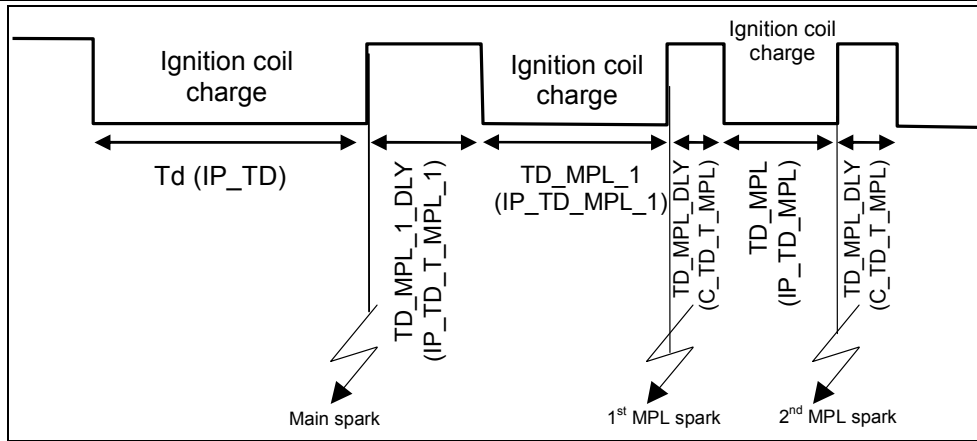 Ignition coil
charge
Ignition coil
charge
Ignition coil
charge
Td (IP_TD)
TD_MPL_1_DLY
(IP_TD_T_MPL_1)
TD_MPL_1
(IP_TD_MPL_1)
TD_MPL_DLY
(C_TD_T_MPL)
TD_MPL
(IP_TD_MPL)
TD_MPL_DLY
(C_TD_T_MPL)
Main spark
1st MPL spark
2nd MPL spark